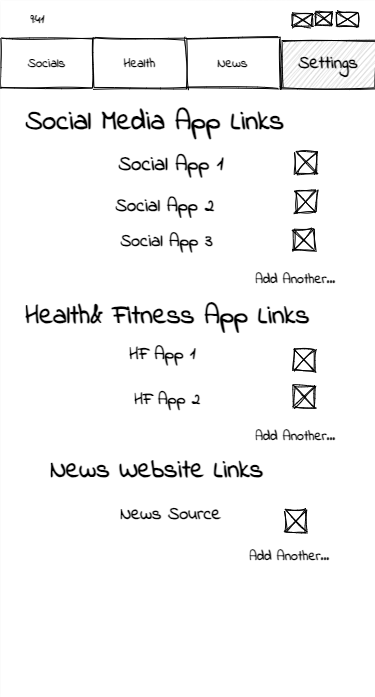 941
Socials Health News Settings
Social Media App Links
Social App 1
Social App 2
Social App 3
Add Another...
Health& Fitness App Links
HF App 1
HF App 2
Add Another...
News Website Links
News Source
Add Another...